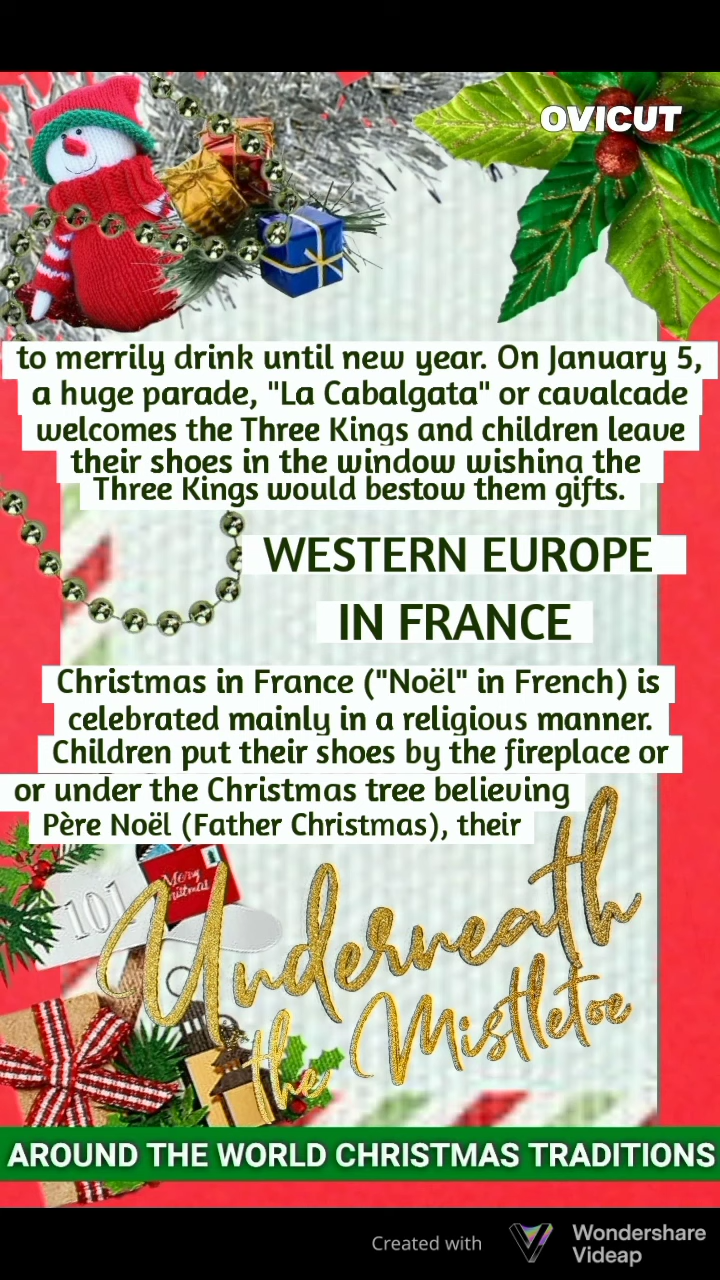 OVICUT
to merrily drink until new year. On January 5,
a huge parade, "La Cabalgata" or cavalcade
welcomes the Three Kings and children leave
their shoes in the window wishing the
Three Kings would bestow them gifts.
WESTERN EUROPE
IN FRANCE
Christmas in France ("Noël" in French) is
celebrated mainly in a religious manner.
Children put their shoes by the fireplace or
or under the Christmas tree believing
Père Noël (Father Christmas), their
101
Merry
Christmas
Underneath
the Mistletoe
AROUND THE WORLD CHRISTMAS TRADITIONS
Created with
Wondershare
Videap